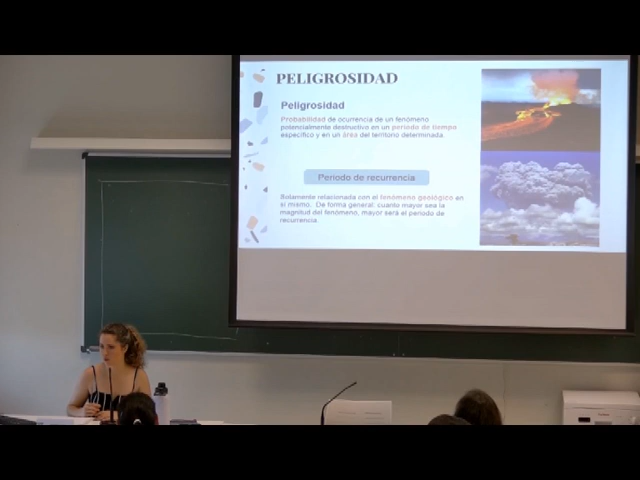 PELIGROSIDAD
Peligrosidad
Probabilidad de ocurrencia de un fenómeno
potencialmente destructivo en un periodo de tiempo
específico y en un área del territorio determinada.
Periodo de recurrencia
Solamente relacionada con el fenómeno geológico en
sí mismo. De forma general: cuanto mayor sea la
magnitud del fenómeno, mayor será el periodo de
recurrencia.